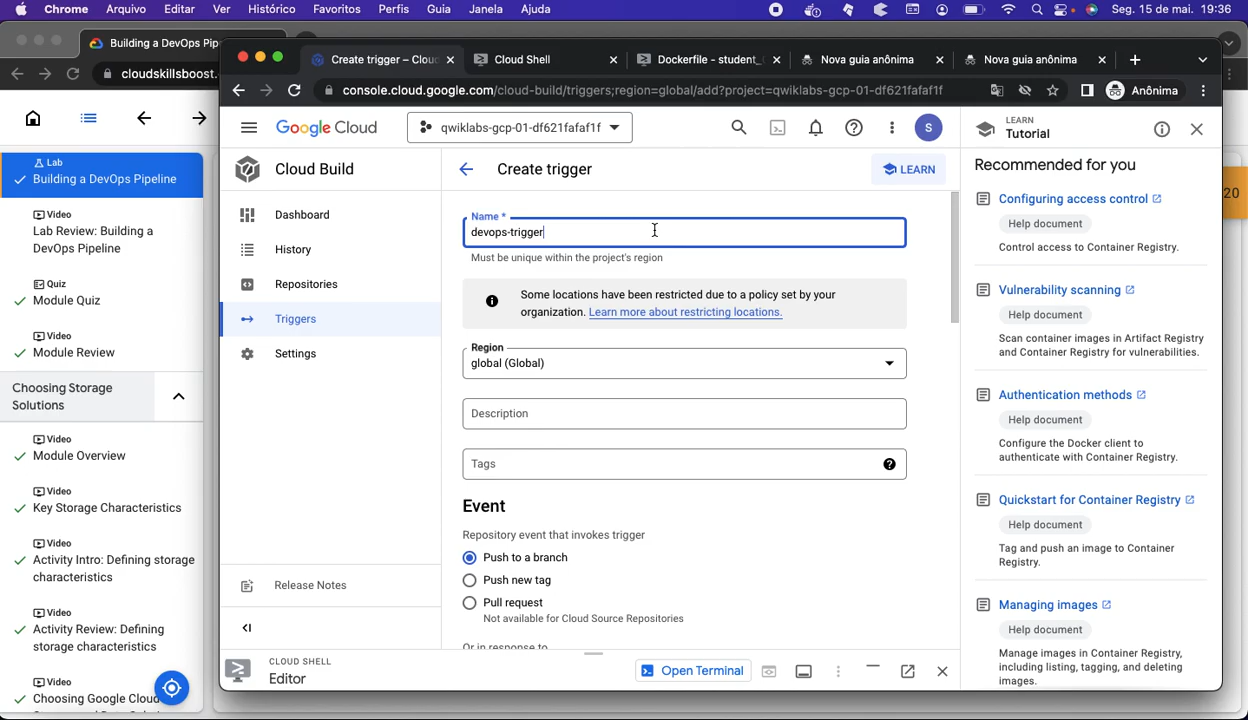 Chrome Arquivo Editar Ver Histórico Favoritos Perfis Guia Janela Ajuda Seg. 15 de mai. 19:36
Building a DevOps Pip
cloudskillsboost.
Create trigger – Clou
Cloud Shell
Dockerfile - student_
Nova guia anônima
Nova guia anônima
console.cloud.google.com/cloud-build/triggers;region=global/add?project=qwiklabs-gcp-01-df621fafaf1f
Anônima
Lab
Building a DevOps Pipeline
Video
Lab Review: Building a
DevOps Pipeline
Quiz
Module Quiz
Video
Module Review
Choosing Storage
Solutions
Video
Module Overview
Video
Key Storage Characteristics
Video
Activity Intro: Defining storage
characteristics
Video
Activity Review: Defining
storage characteristics
Video
Choosing Google Cloud
Google Cloud
qwiklabs-gcp-01-df621fafaf1f
S
Cloud Build
Dashboard
History
Repositories
Triggers
Settings
Release Notes
Create trigger
LEARN
Name *
devops-trigger
Must be unique within the project's region
Some locations have been restricted due to a policy set by your
organization. Learn more about restricting locations.
Region
global (Global)
Description
Tags
Event
Repository event that invokes trigger
Push to a branch
Push new tag
Pull request
Not available for Cloud Source Repositories
Or in response to
CLOUD SHELL
Editor
Open Terminal
LEARN
Tutorial
Recommended for you
Configuring access control
Help document
Control access to Container Registry.
Vulnerability scanning
Help document
Scan container images in Artifact Registry
and Container Registry for vulnerabilities.
Authentication methods
Help document
Configure the Docker client to
authenticate with Container Registry.
Quickstart for Container Registry
Help document
Tag and push an image to Container
Registry.
Managing images
Help document
Manage images in Container Registry,
including listing, tagging, and deleting
images.
20